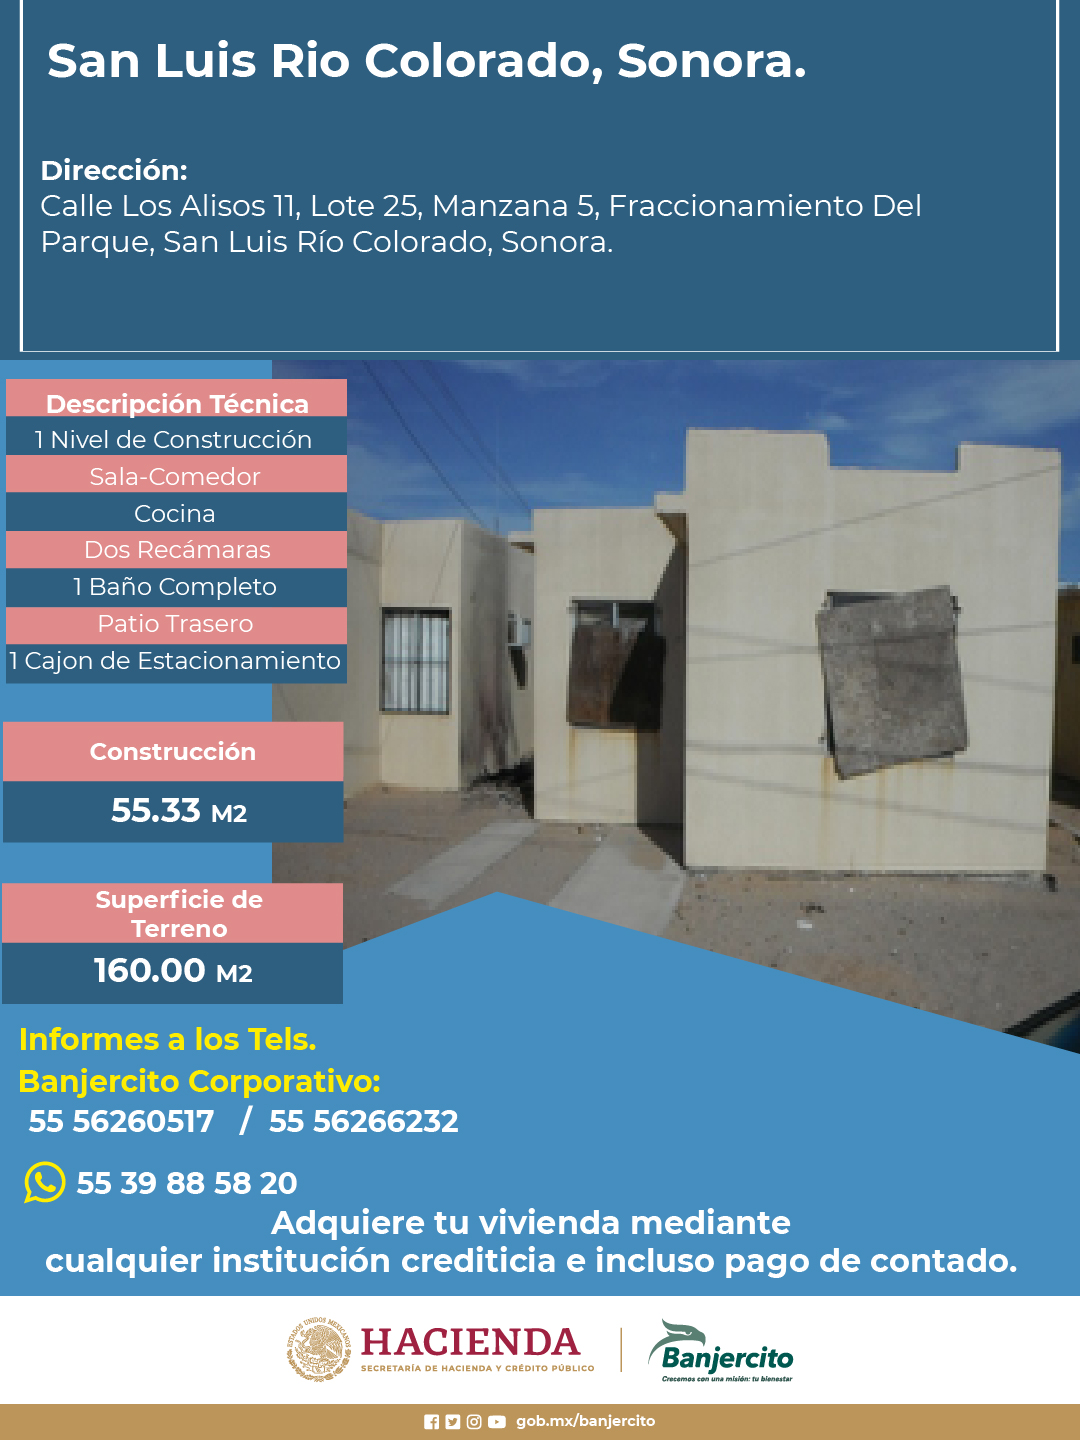 San Luis Rio Colorado, Sonora.
Dirección:
Calle Los Alisos 11, Lote 25, Manzana 5, Fraccionamiento Del
Parque, San Luis Río Colorado, Sonora.
Descripción Técnica
1 Nivel de Construcción
Sala-Comedor
Cocina
Dos Recámaras
1 Baño Completo
Patio Trasero
1 Cajon de Estacionamiento
Construcción
55.33 M2
Superficie de
Terreno
160.00 M2
Informes a los Tels.
Banjercito Corporativo:
55 56260517 / 55 56266232
55 39 88 58 20
Adquiere tu vivienda mediante
cualquier institución crediticia e incluso pago de contado.
ESTADOS UNIDOS MEXICANOS
HACIENDA
SECRETARÍA DE HACIENDA Y CRÉDITO PÚBLICO
Banjercito
Crecemos con una misión: tu bienestar
gob.mx/banjercito